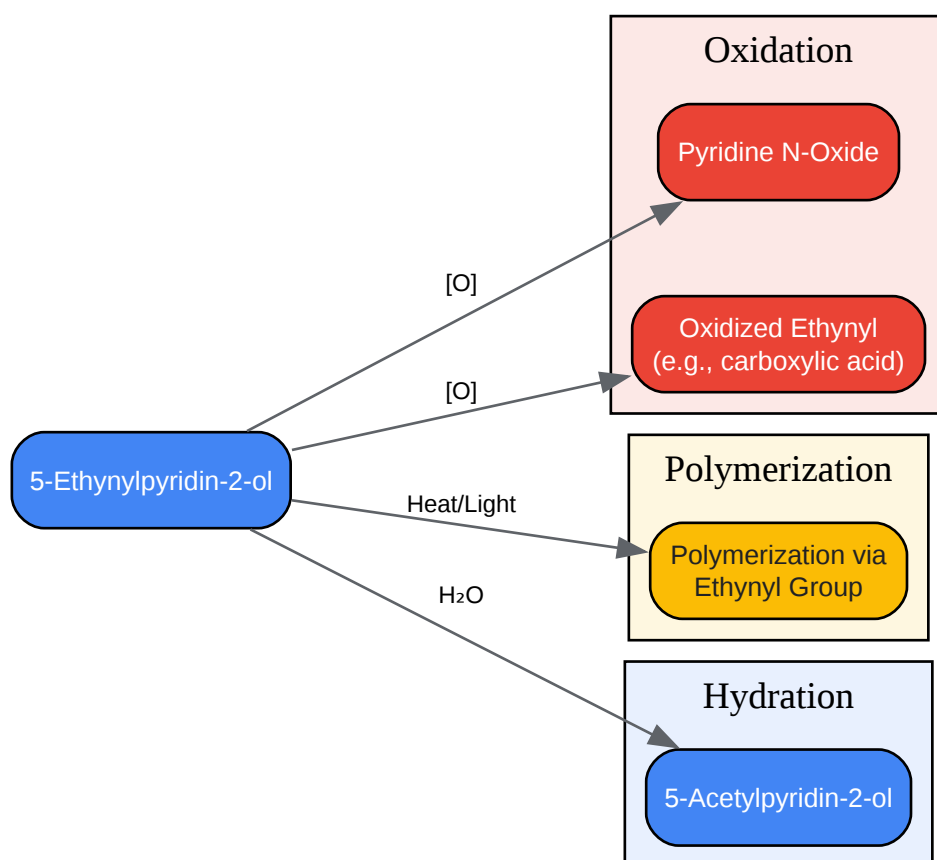 Oxidation
Pyridine N-Oxide
[O]
Oxidized Ethynyl
(e.g., carboxylic acid)
[O]
5-Ethynylpyridin-2-ol
Polymerization
Heat/Light
Polymerization via
Ethynyl Group
H₂O
Hydration
5-Acetylpyridin-2-ol